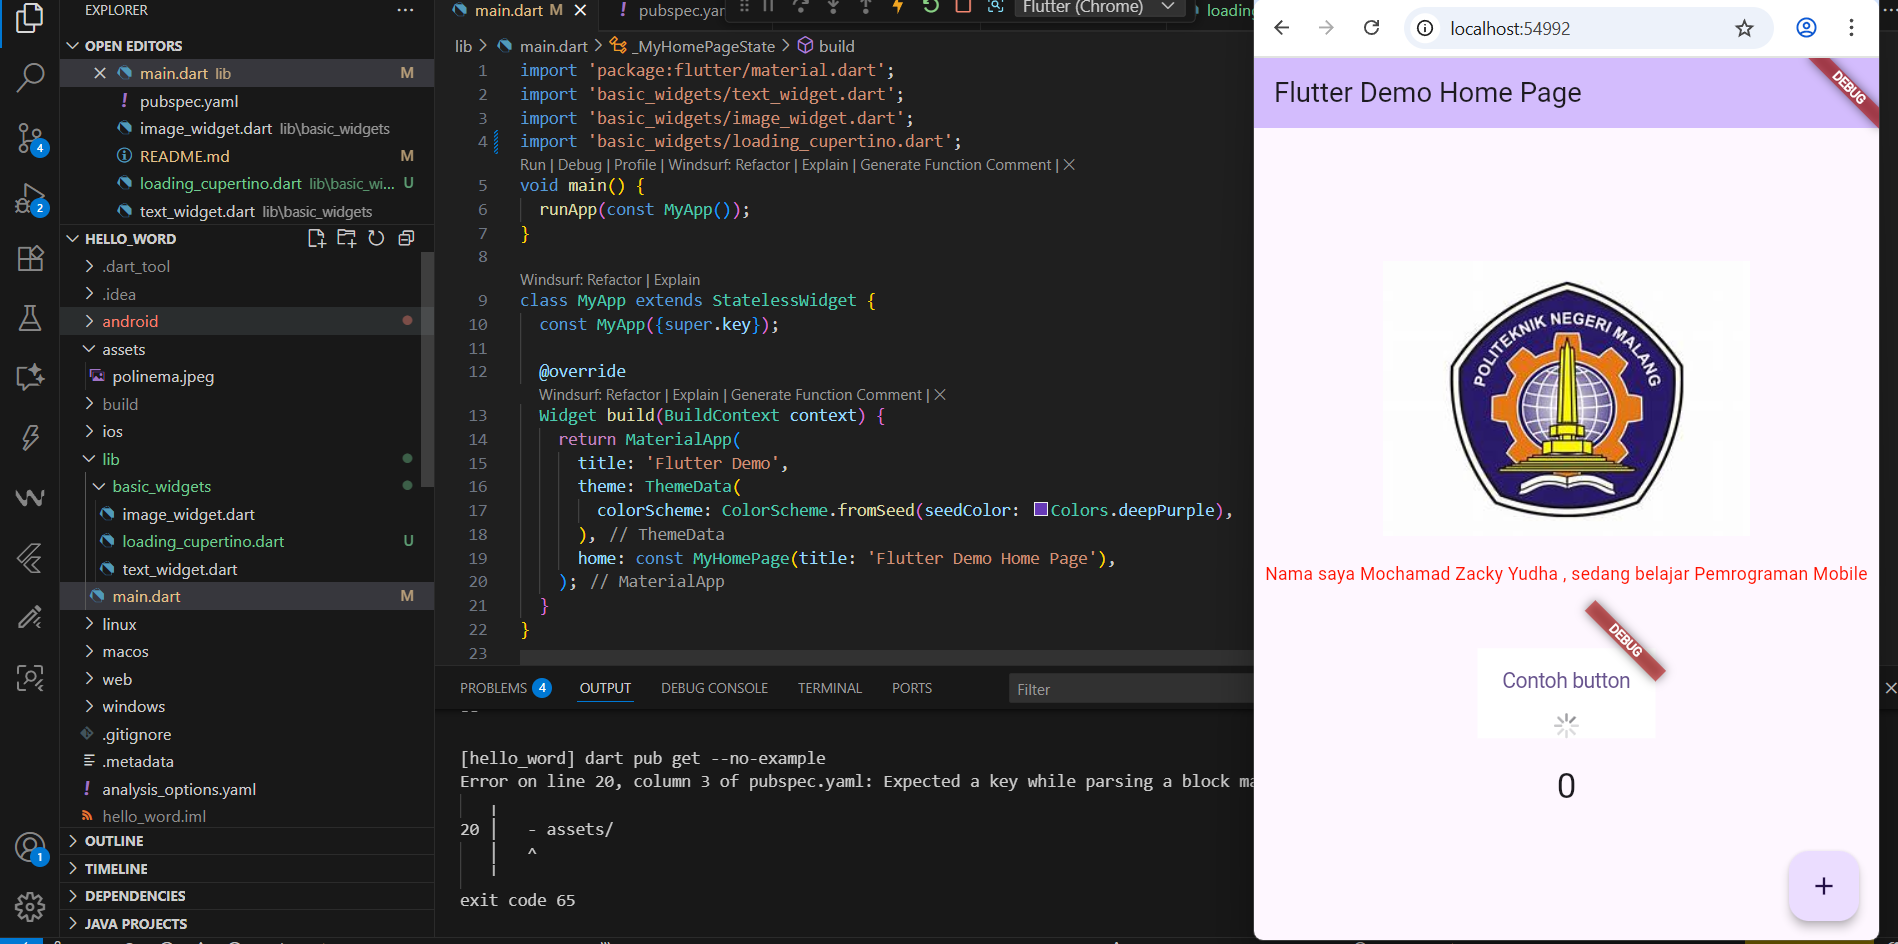 EXPLORER
OPEN EDITORS
main.dart lib M
pubspec.yaml
image_widget.dart lib\basic_widgets
README.md M
loading_cupertino.dart lib\basic_wi... U
text_widget.dart lib\basic_widgets
HELLO_WORD
.dart_tool
.idea
android
assets
polinema.jpeg
build
ios
lib
basic_widgets
image_widget.dart
loading_cupertino.dart U
text_widget.dart
main.dart M
linux
macos
web
windows
.gitignore
.metadata
analysis_options.yaml
hello_word.iml
OUTLINE
TIMELINE
DEPENDENCIES
JAVA PROJECTS
4
2
1
main.dart M
pubspec.yar
Flutter (Chrome)
loading
lib > main.dart > _MyHomePageState > build
1 import 'package:flutter/material.dart';
2 import 'basic_widgets/text_widget.dart';
3 import 'basic_widgets/image_widget.dart';
4 import 'basic_widgets/loading_cupertino.dart';
Run | Debug | Profile | Windsurf: Refactor | Explain | Generate Function Comment | ×
5 void main() {
6 runApp(const MyApp());
7 }
8
Windsurf: Refactor | Explain
9 class MyApp extends StatelessWidget {
10 const MyApp({super.key});
11
12 @override
Windsurf: Refactor | Explain | Generate Function Comment | ×
13 Widget build(BuildContext context) {
14 return MaterialApp(
15 title: 'Flutter Demo',
16 theme: ThemeData(
17 colorScheme: ColorScheme.fromSeed(seedColor: Colors.deepPurple),
18 ), // ThemeData
19 home: const MyHomePage(title: 'Flutter Demo Home Page'),
20 ); // MaterialApp
21 }
22 }
23
PROBLEMS 4 OUTPUT DEBUG CONSOLE TERMINAL PORTS Filter
[hello_word] dart pub get --no-example
Error on line 20, column 3 of pubspec.yaml: Expected a key while parsing a block ma
20 | - assets/
^
exit code 65
localhost:54992
Flutter Demo Home Page
DEBUG
POLITEKNIK NEGERI MALANG
Nama saya Mochamad Zacky Yudha , sedang belajar Pemrograman Mobile
DEBUG
Contoh button
0
+